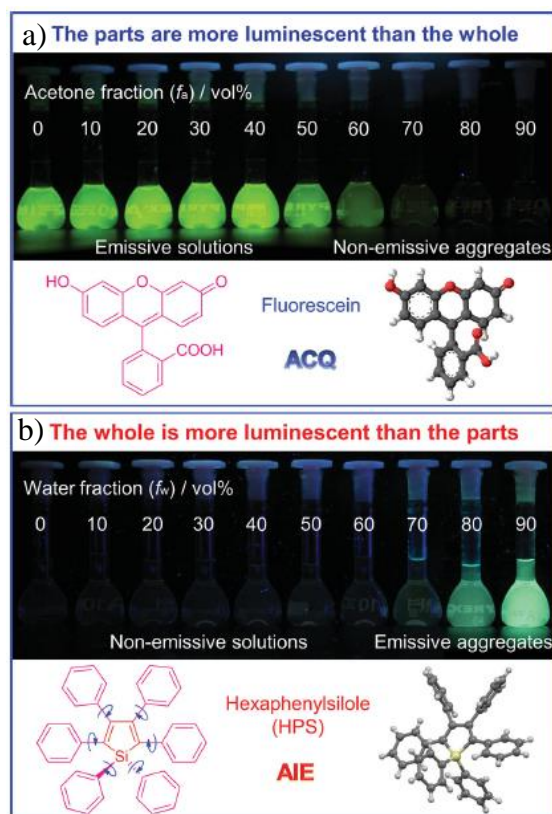 a) The parts are more luminescent than the whole
Acetone fraction (fa) / vol%
0 10 20 30 40 50 60 70 80 90
Emissive solutions Non-emissive aggregates
HO O O
COOH
Fluorescein
ACQ
b) The whole is more luminescent than the parts
Water fraction (fw) / vol%
0 10 20 30 40 50 60 70 80 90
Non-emissive solutions Emissive aggregates
Si
Hexaphenylsilole
(HPS)
AIE